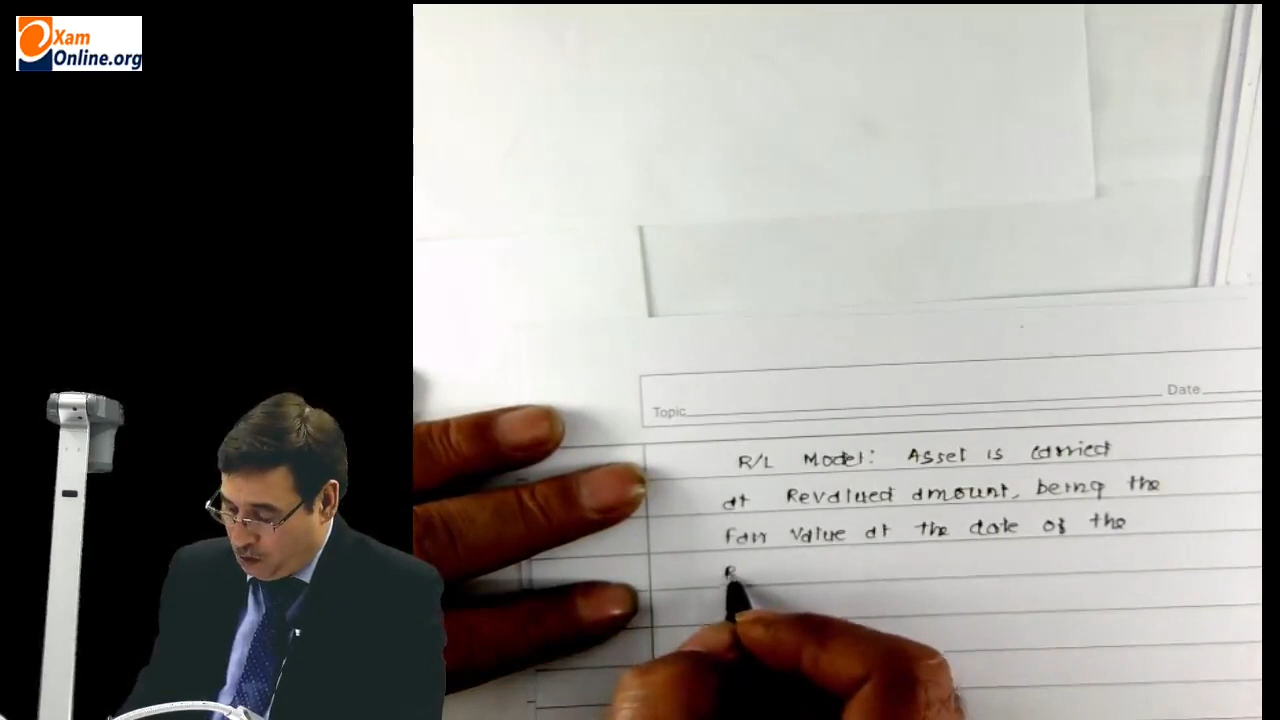 Xam
Online.org
Topic
Date
R/L Model: Asset is carried
at Revalued amount, being the
Fair value at the date of the
R